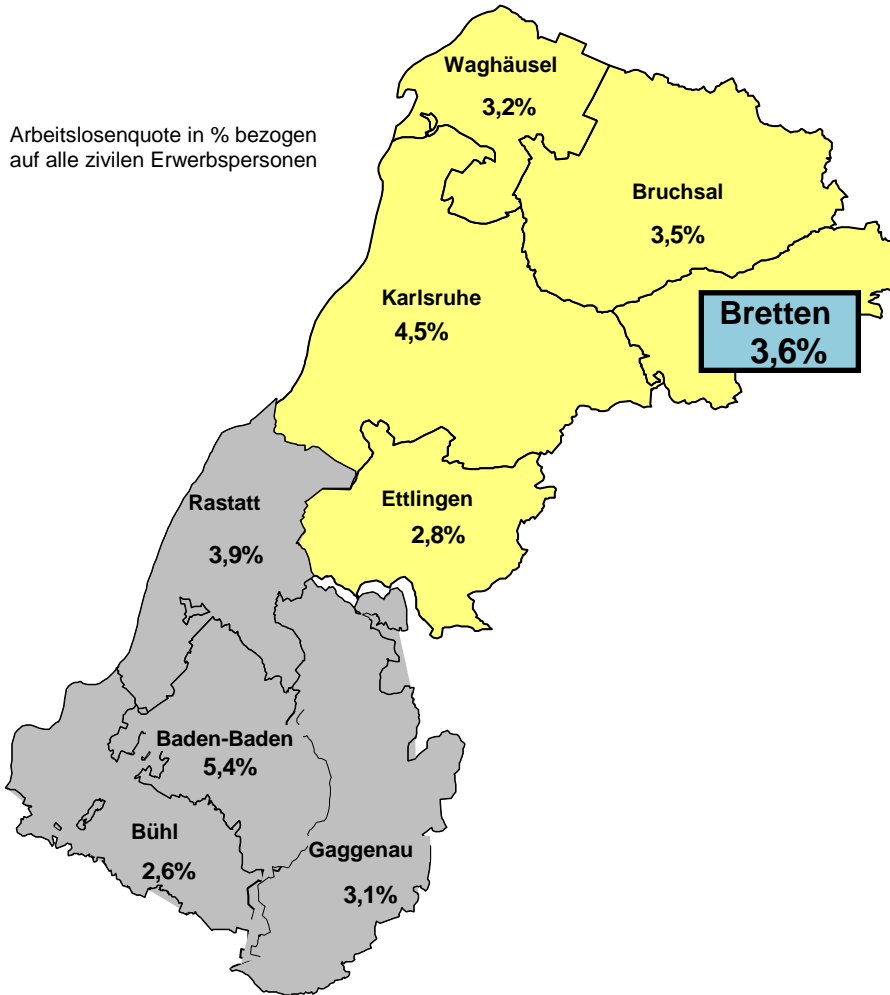 Waghäusel
3,2%
Arbeitslosenquote in % bezogen
auf alle zivilen Erwerbspersonen
Bruchsal
3,5%
Karlsruhe
4,5%
Bretten
3,6%
Rastatt
3,9%
Ettlingen
2,8%
Baden-Baden
5,4%
Bühl
2,6%
Gaggenau
3,1%